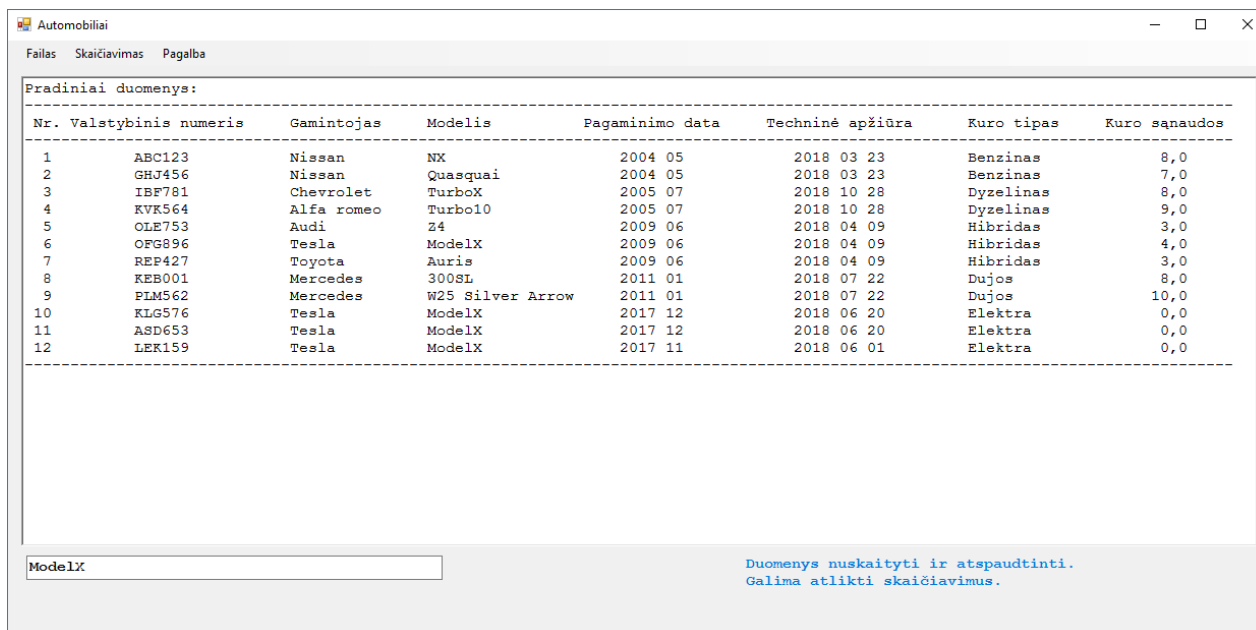 Automobiliai
Failas Skaičiavimas Pagalba
Pradiniai duomenys:
Nr. Valstybinis numeris Gamintojas Modelis Pagaminimo data Techninė apžiūra Kuro tipas Kuro sąnaudos
1 ABC123 Nissan NX 2004 05 2018 03 23 Benzinas 8,0
2 GHJ456 Nissan Quasquai 2004 05 2018 03 23 Benzinas 7,0
3 IBF781 Chevrolet TurboX 2005 07 2018 10 28 Dyzelinas 8,0
4 KVK564 Alfa romeo Turbo10 2005 07 2018 10 28 Dyzelinas 9,0
5 OLE753 Audi Z4 2009 06 2018 04 09 Hibridas 3,0
6 OFG896 Tesla ModelX 2009 06 2018 04 09 Hibridas 4,0
7 REP427 Toyota Auris 2009 06 2018 04 09 Hibridas 3,0
8 KEB001 Mercedes 300SL 2011 01 2018 07 22 Dujos 8,0
9 PLM562 Mercedes W25 Silver Arrow 2011 01 2018 07 22 Dujos 10,0
10 KLG576 Tesla ModelX 2017 12 2018 06 20 Elektra 0,0
11 ASD653 Tesla ModelX 2017 12 2018 06 20 Elektra 0,0
12 LEK159 Tesla ModelX 2017 11 2018 06 01 Elektra 0,0
ModelX
Duomenys nuskaityti ir atspaudtinti.
Galima atlikti skaičiavimus.